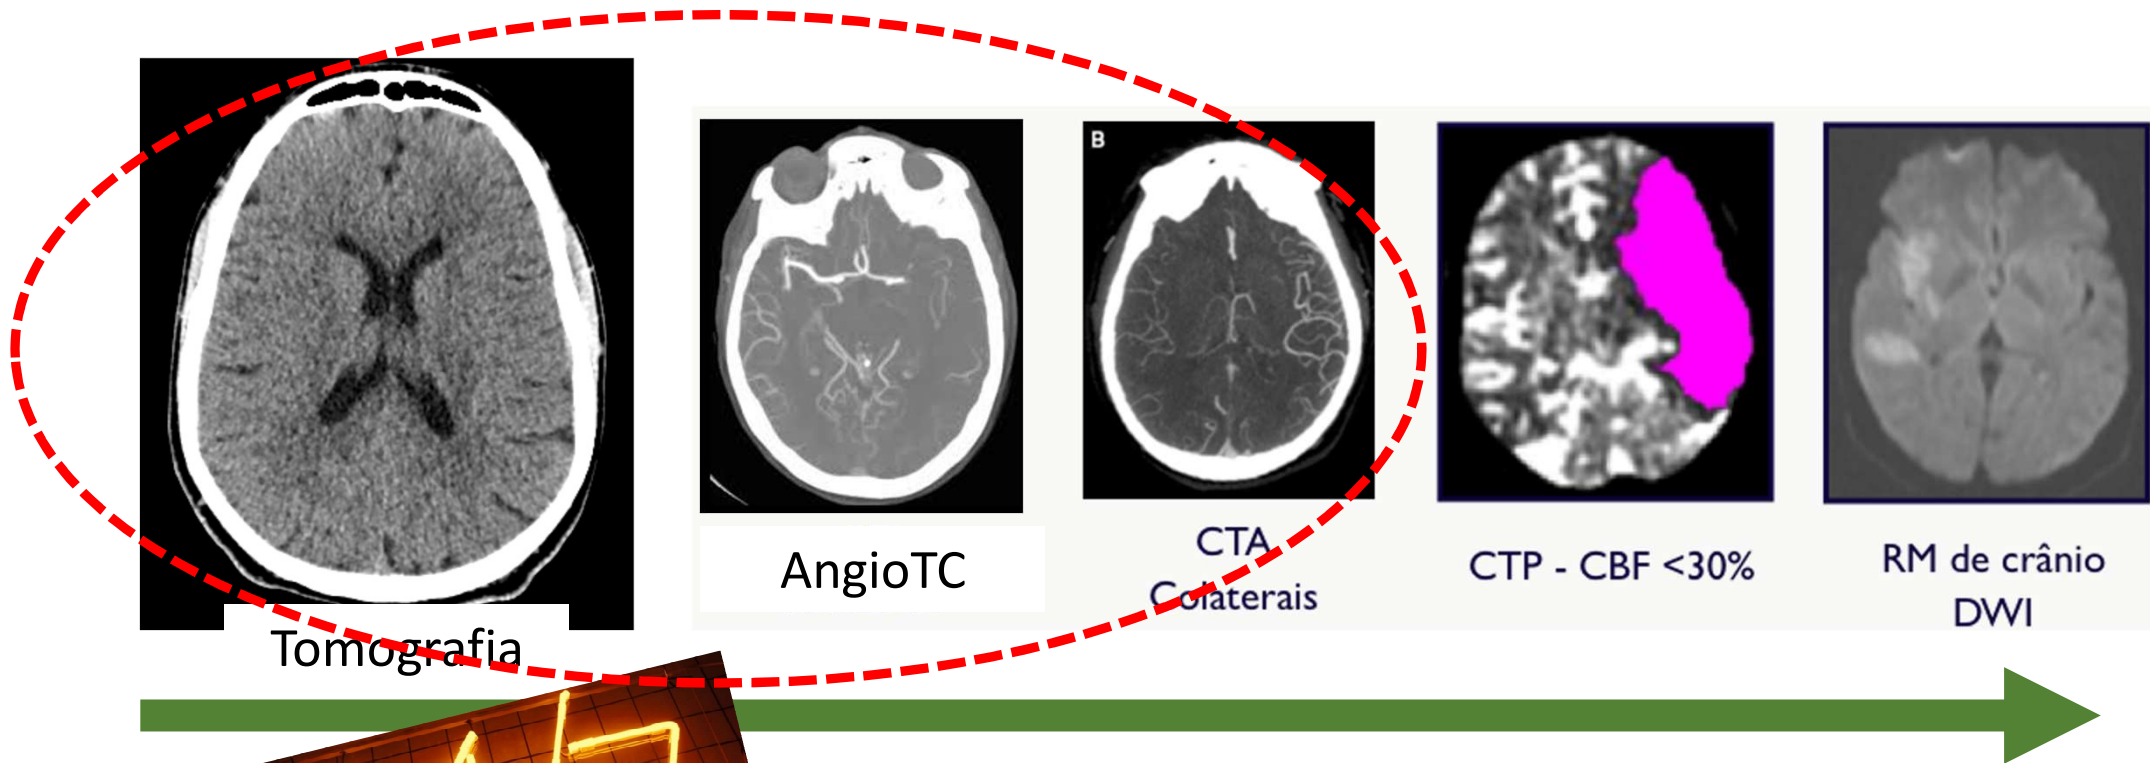 B
Tomografia
AngioTC
CTA
Colaterais
CTP - CBF <30%
RM de crânio
DWI